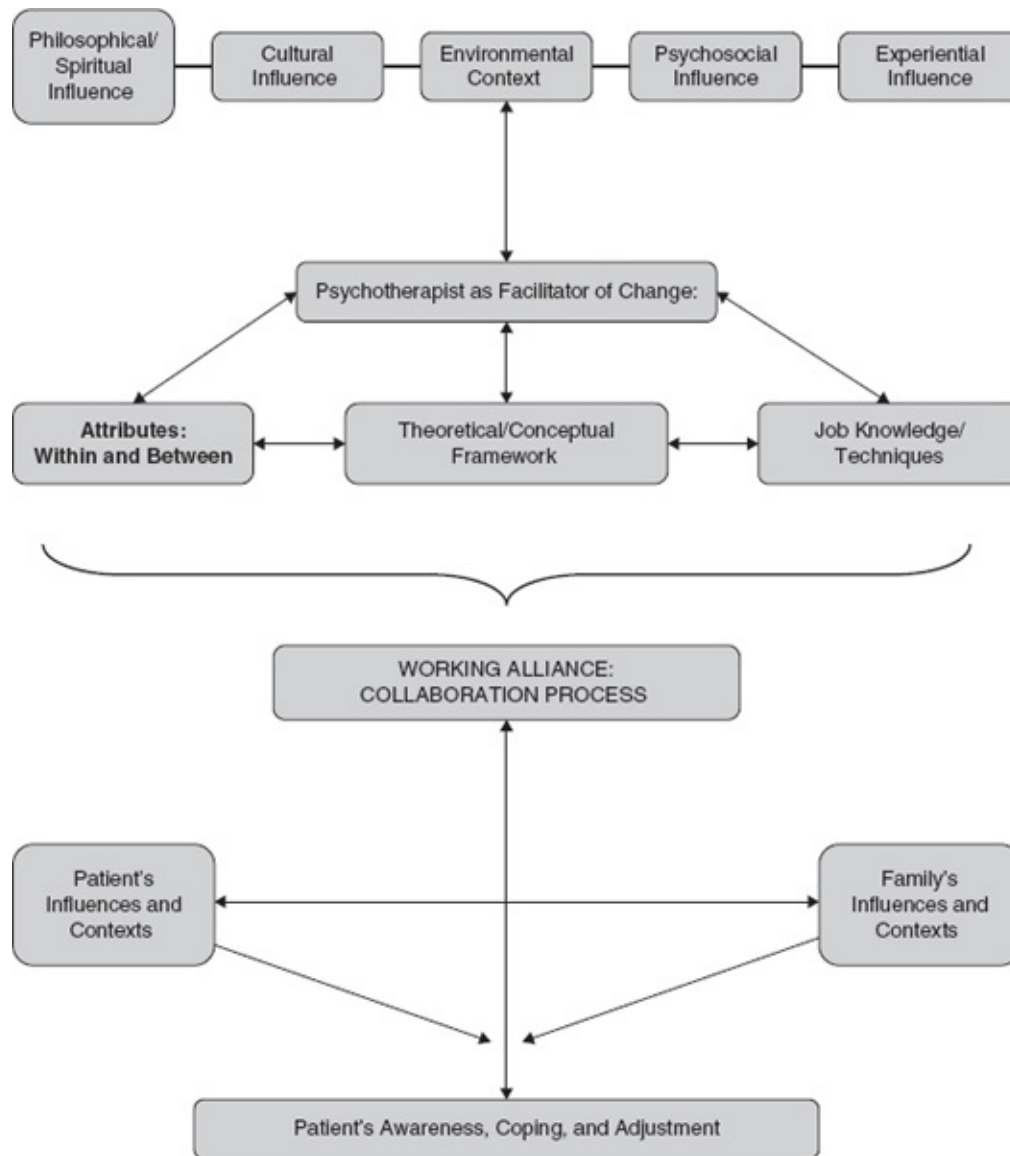 Philosophical/
Spiritual
Influence
Cultural
Influence
Environmental
Context
Psychosocial
Influence
Experiential
Influence
Psychotherapist as Facilitator of Change:
Attributes:
Within and Between
Theoretical/Conceptual
Framework
Job Knowledge/
Techniques
WORKING ALLIANCE:
COLLABORATION PROCESS
Patient's
Influences and
Contexts
Family's
Influences and
Contexts
Patient's Awareness, Coping, and Adjustment